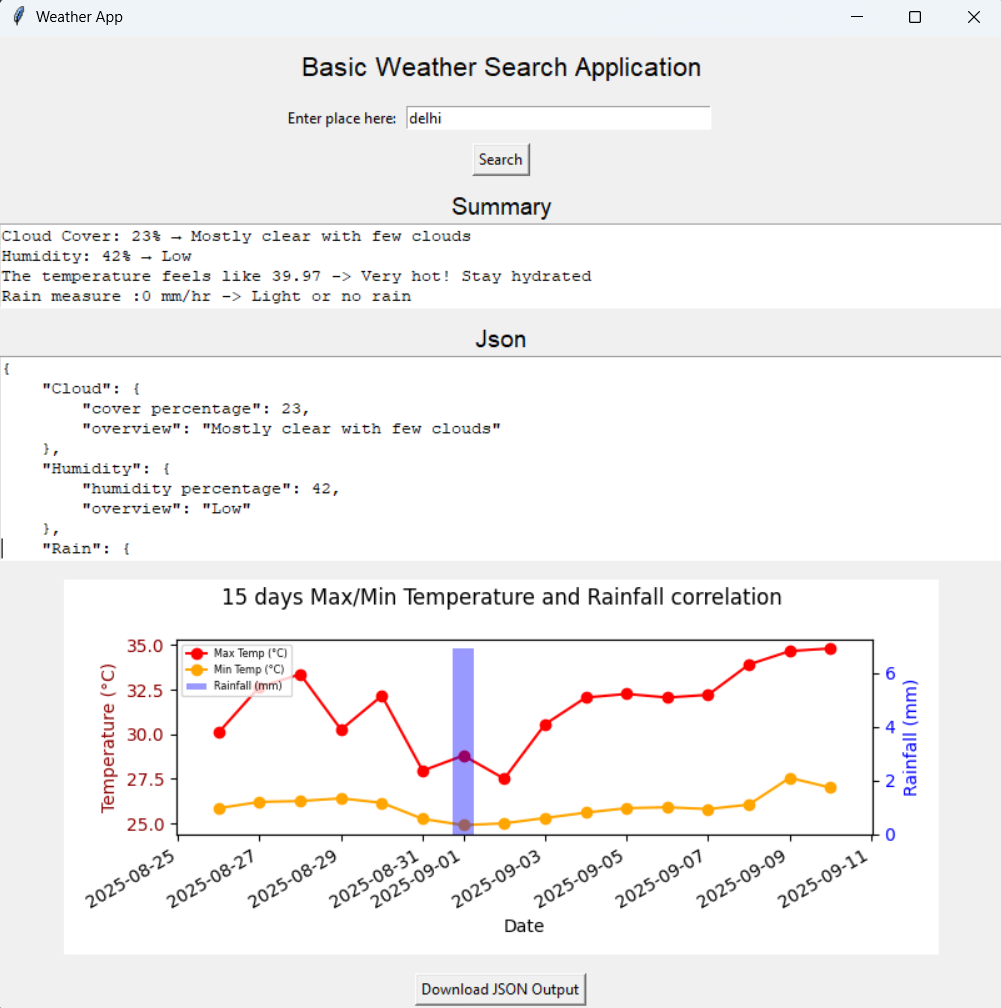 Weather App
Basic Weather Search Application
Enter place here: delhi
Search
Summary
Cloud Cover: 23% → Mostly clear with few clouds
Humidity: 42% → Low
The temperature feels like 39.97 -> Very hot! Stay hydrated
Rain measure :0 mm/hr -> Light or no rain
Json
{
    "Cloud": {
        "cover percentage": 23,
        "overview": "Mostly clear with few clouds"
    },
    "Humidity": {
        "humidity percentage": 42,
        "overview": "Low"
    },
    "Rain": {
15 days Max/Min Temperature and Rainfall correlation
Temperature (°C)
35.0
32.5
30.0
27.5
25.0
Max Temp (°C)
Min Temp (°C)
Rainfall (mm)
6
4
2
0
Rainfall (mm)
2025-08-25
2025-08-27
2025-08-29
2025-08-31
2025-09-01
2025-09-03
2025-09-05
2025-09-07
2025-09-09
2025-09-11
Date
Download JSON Output